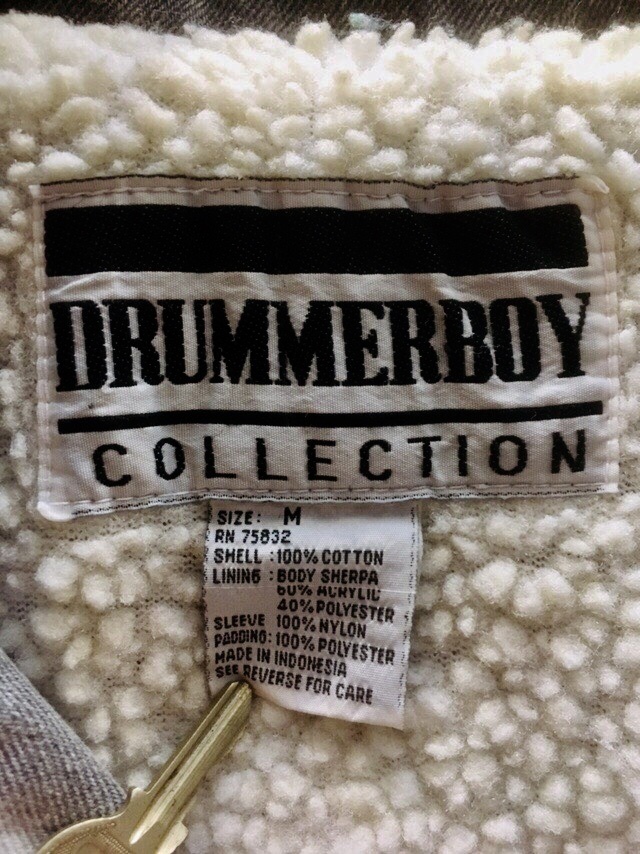 DRUMMERBOY
COLLECTION
SIZE: M
RN 75832
SHELL :100% COTTON
LINING :BODY SHERPA
60% ACRYLIC
40% POLYESTER
SLEEVE 100% NYLON
PADDING: 100% POLYESTER
MADE IN INDONESIA
SEE REVERSE FOR CARE